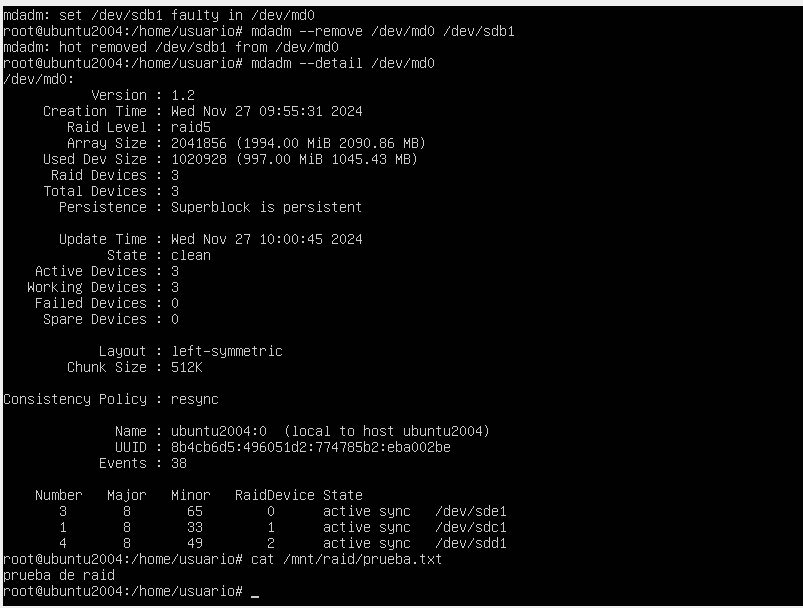 mdadm: set /dev/sdb1 faulty in /dev/md0
root@ubuntu2004:/home/usuario# mdadm --remove /dev/md0 /dev/sdb1
mdadm: hot removed /dev/sdb1 from /dev/md0
root@ubuntu2004:/home/usuario# mdadm --detail /dev/md0
/dev/md0:
           Version : 1.2
     Creation Time : Wed Nov 27 09:55:31 2024
        Raid Level : raid5
        Array Size : 2041856 (1994.00 MiB 2090.86 MB)
     Used Dev Size : 1020928 (997.00 MiB 1045.43 MB)
      Raid Devices : 3
     Total Devices : 3
       Persistence : Superblock is persistent

       Update Time : Wed Nov 27 10:00:45 2024
             State : clean
    Active Devices : 3
   Working Devices : 3
    Failed Devices : 0
     Spare Devices : 0

            Layout : left-symmetric
        Chunk Size : 512K

Consistency Policy : resync

              Name : ubuntu2004:0  (local to host ubuntu2004)
              UUID : 8b4cb6d5:496051d2:774785b2:eba002be
            Events : 38

    Number   Major   Minor   RaidDevice State
       3       8       65        0      active sync   /dev/sde1
       1       8       33        1      active sync   /dev/sdc1
       4       8       49        2      active sync   /dev/sdd1
root@ubuntu2004:/home/usuario# cat /mnt/raid/prueba.txt
prueba de raid
root@ubuntu2004:/home/usuario# _